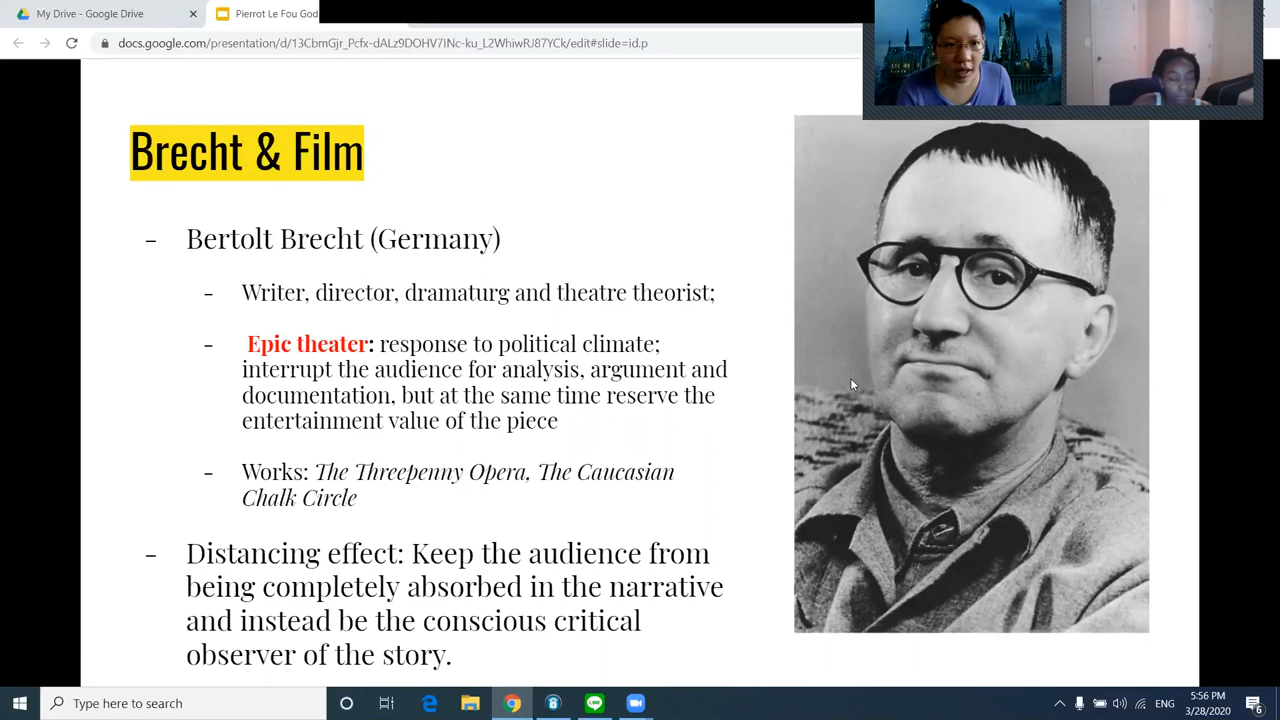 My Drive - Google Drive
Pierrot Le Fou God
docs.google.com/presentation/d/13CbmGjr_Pcfx-dALz9DOHV7INc-ku_L2WhiwRJ87YCk/edit#slide=id.p
Brecht & Film
- Bertolt Brecht (Germany)
- Writer, director, dramaturg and theatre theorist;
- Epic theater: response to political climate;
interrupt the audience for analysis, argument and
documentation, but at the same time reserve the
entertainment value of the piece
- Works: The Threepenny Opera, The Caucasian
Chalk Circle
- Distancing effect: Keep the audience from
being completely absorbed in the narrative
and instead be the conscious critical
observer of the story.
Type here to search
LINE
ENG
5:56 PM
3/28/2020
6